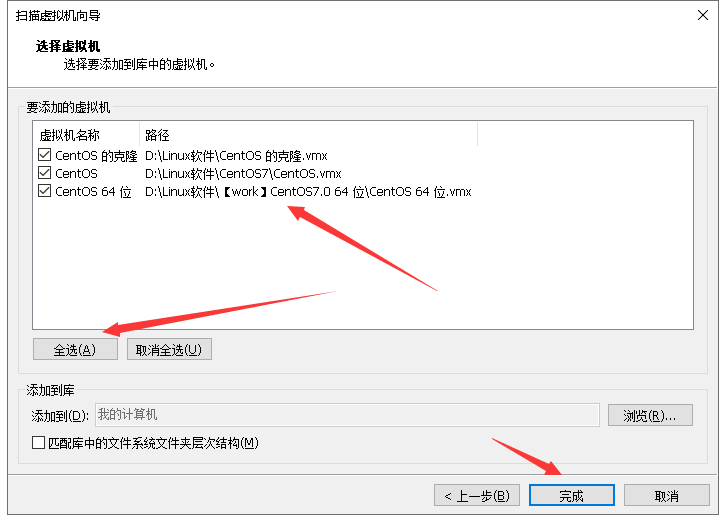 扫描虚拟机向导
选择虚拟机
选择要添加到库中的虚拟机。
要添加的虚拟机
虚拟机名称 路径
CentOS 的克隆 D:\Linux软件\CentOS 的克隆.vmx
CentOS D:\Linux软件\CentOS7\CentOS.vmx
CentOS 64 位 D:\Linux软件\【work】CentOS7.0 64 位\CentOS 64 位.vmx
全选(A) 取消全选(U)
添加到库
添加到(D): 我的计算机 浏览(R)...
匹配库中的文件系统文件夹层次结构(M)
< 上一步(B) 完成 取消